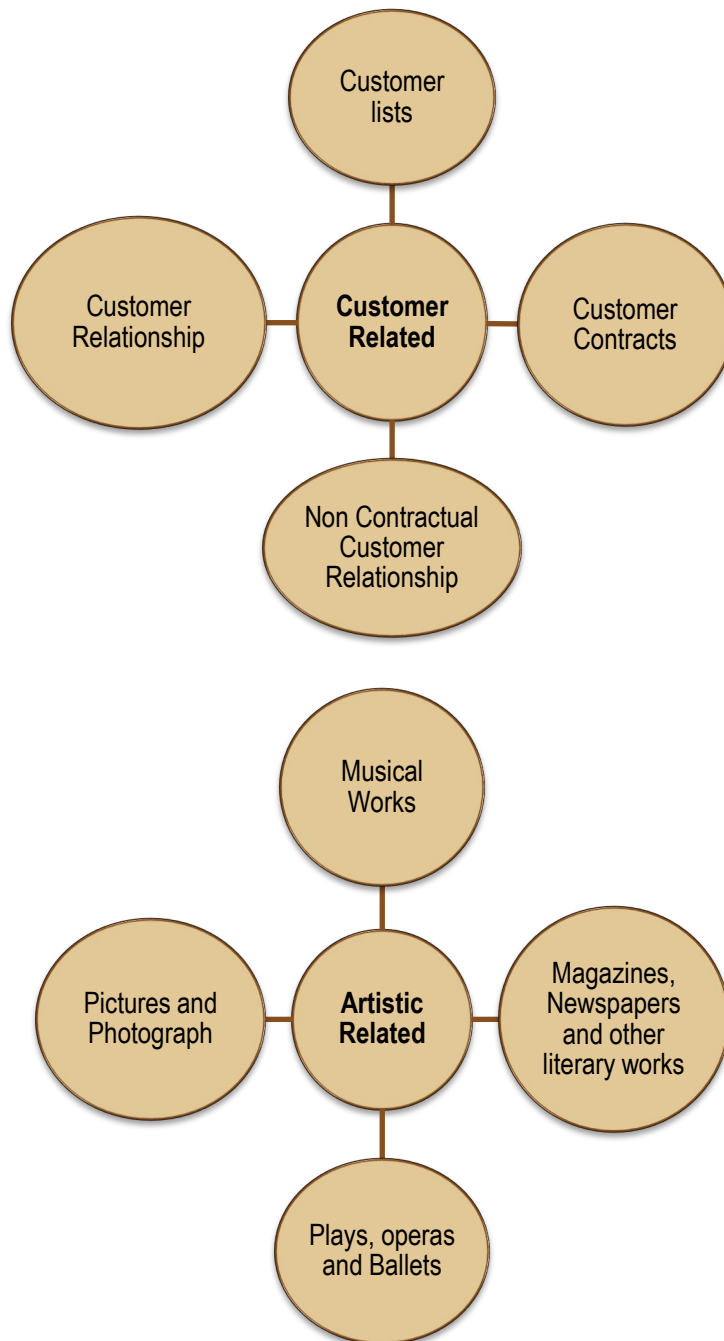 Customer
lists
Customer
Relationship
Customer
Related
Customer
Contracts
Non Contractual
Customer
Relationship
Musical
Works
Pictures and
Photograph
Artistic
Related
Magazines,
Newspapers
and other
literary works
Plays, operas
and Ballets